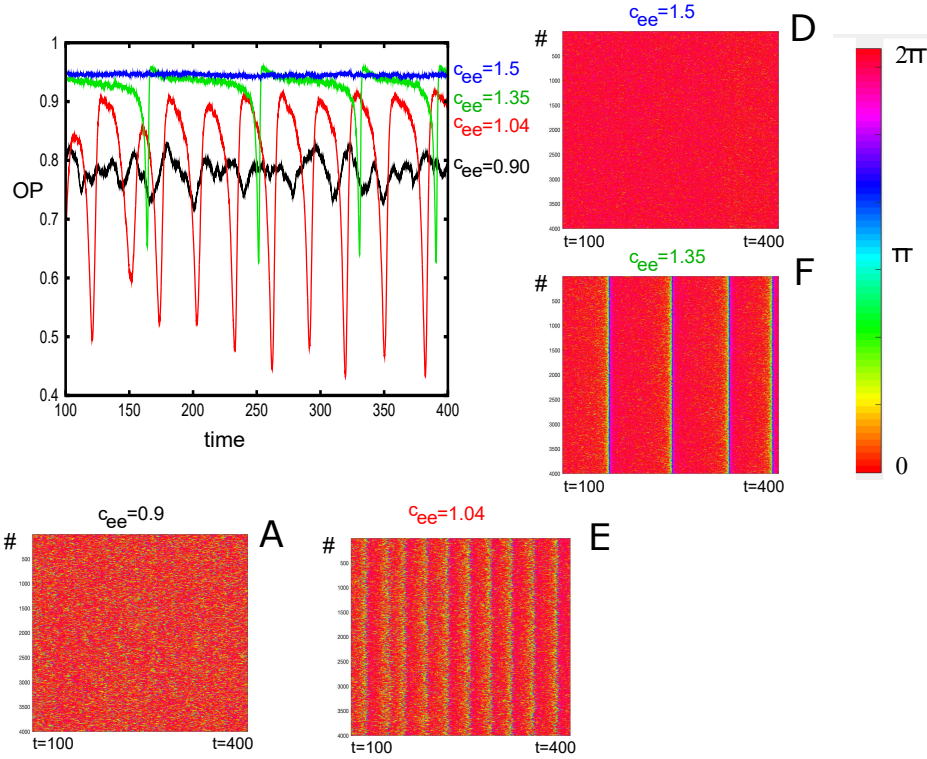 1
0.9
0.8
0.7
0.6
0.5
0.4
OP
100
150
200
250
300
350
400
time
c_ee=1.5
c_ee=1.35
c_ee=1.04
c_ee=0.90
c_ee=1.5
D
#
500
1000
1500
2000
2500
3000
3500
4000
t=100
t=400
c_ee=1.35
F
#
500
1000
1500
2000
2500
3000
3500
4000
t=100
t=400
2π
π
0
c_ee=0.9
A
#
500
1000
1500
2000
2500
3000
3500
4000
t=100
t=400
c_ee=1.04
E
#
500
1000
1500
2000
2500
3000
3500
4000
t=100
t=400